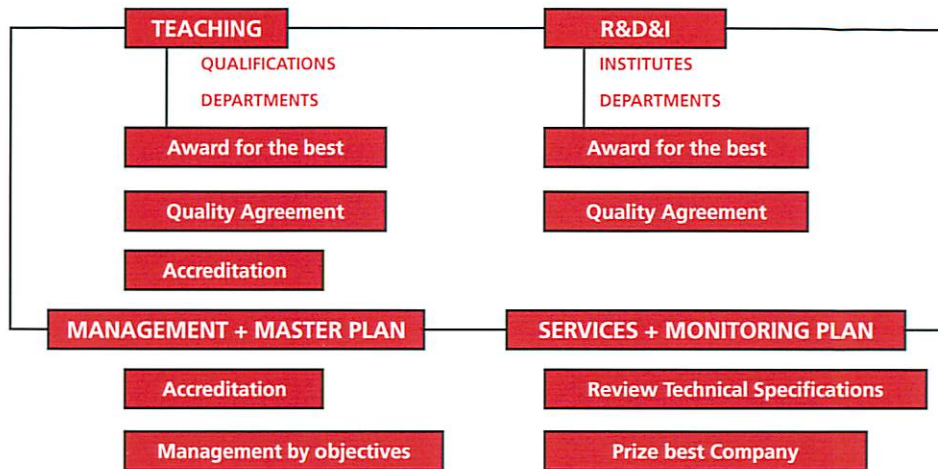 TEACHING
QUALIFICATIONS
DEPARTMENTS
Award for the best
Quality Agreement
Accreditation
R&D&I
INSTITUTES
DEPARTMENTS
Award for the best
Quality Agreement
MANAGEMENT + MASTER PLAN
Accreditation
Management by objectives
SERVICES + MONITORING PLAN
Review Technical Specifications
Prize best Company